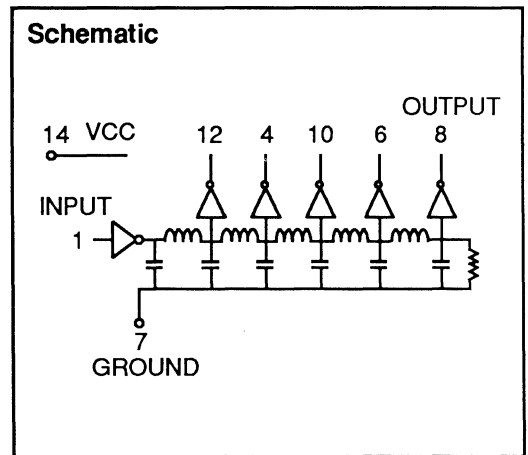 Schematic
OUTPUT
14 VCC 12 4 10 6 8
INPUT
1
7
GROUND